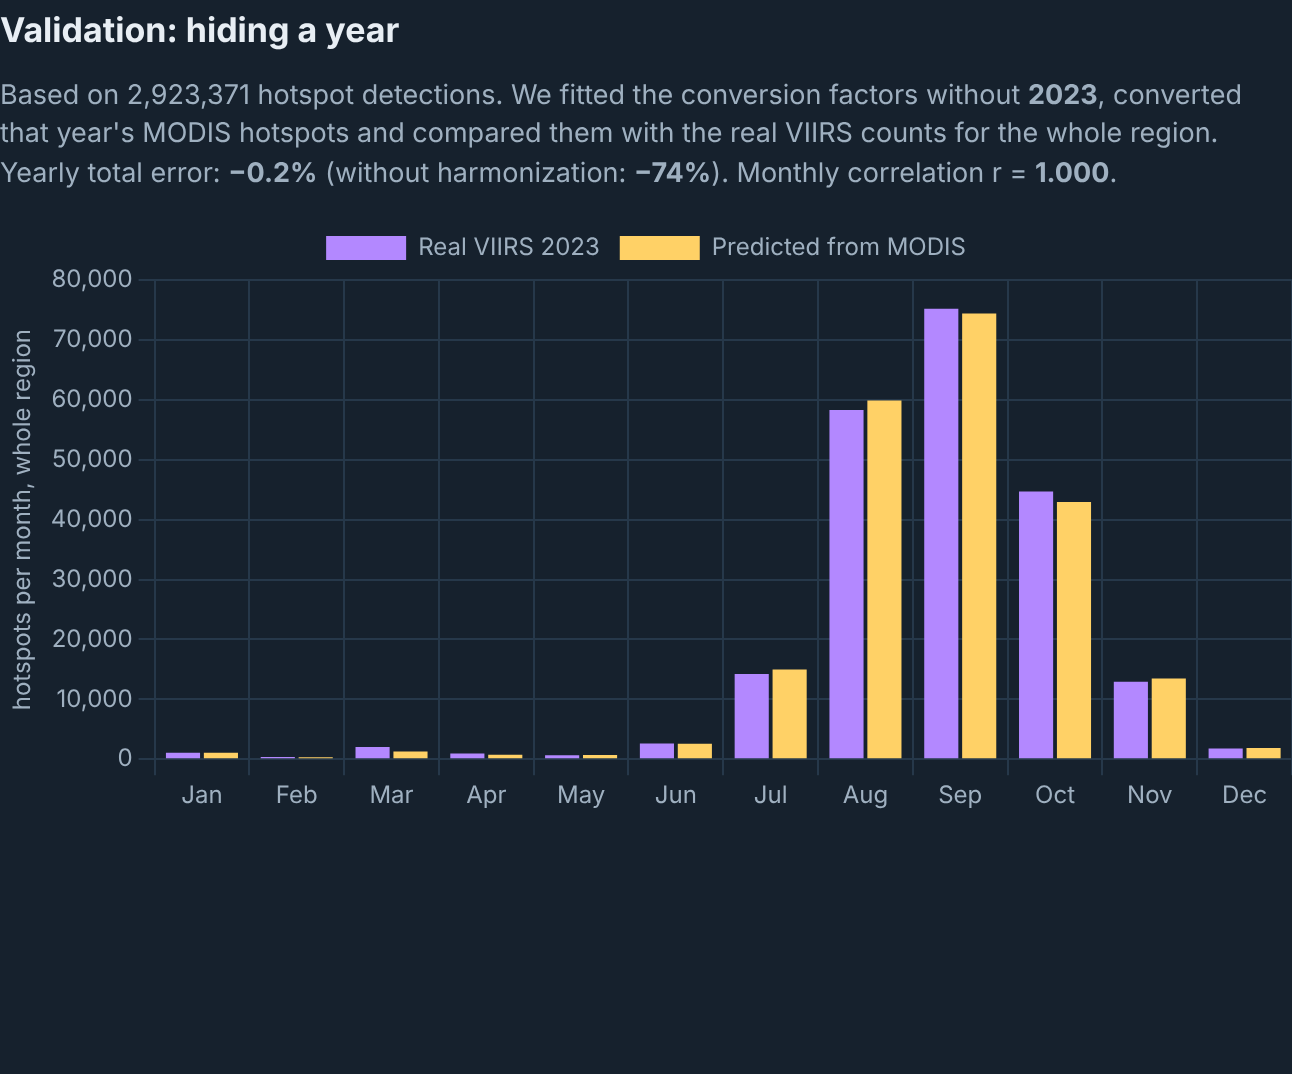 Validation: hiding a year
Based on 2,923,371 hotspot detections. We fitted the conversion factors without 2023, converted
that year's MODIS hotspots and compared them with the real VIIRS counts for the whole region.
Yearly total error: −0.2% (without harmonization: −74%). Monthly correlation r = 1.000.
Real VIIRS 2023 Predicted from MODIS
hotspots per month, whole region
80,000
70,000
60,000
50,000
40,000
30,000
20,000
10,000
0
Jan Feb Mar Apr May Jun Jul Aug Sep Oct Nov Dec